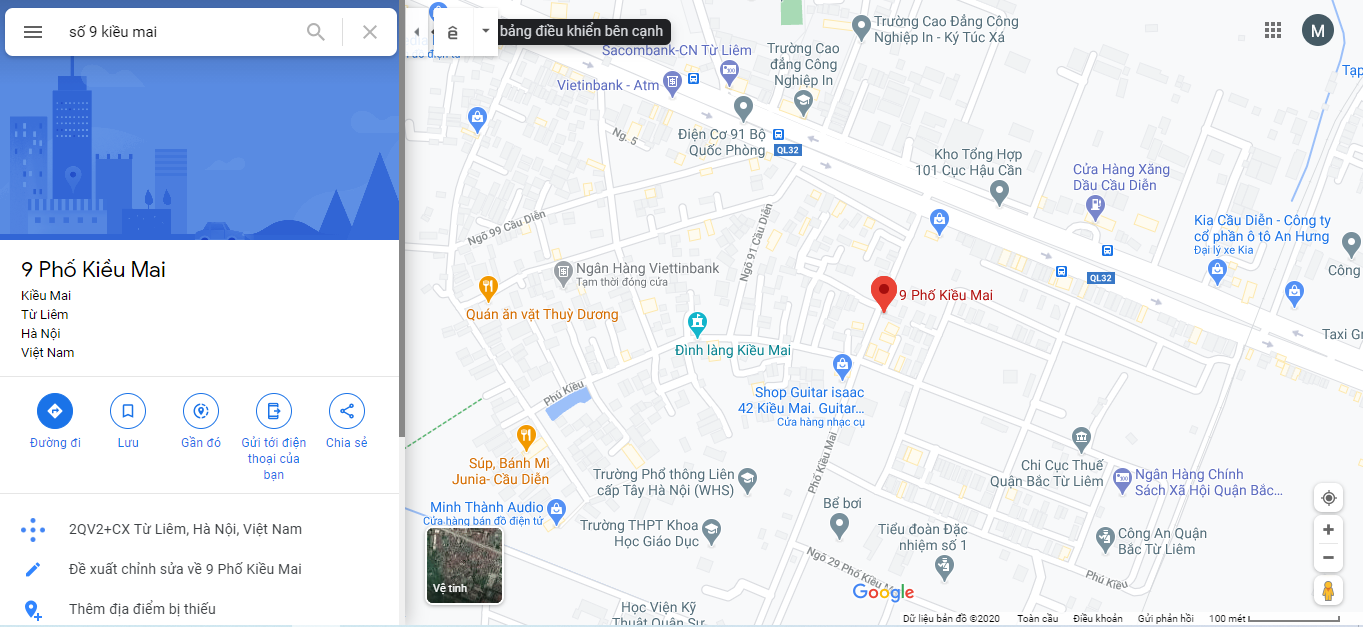 số 9 kiều mai
ê
bảng điều khiển bên cạnh
M
9 Phố Kiều Mai
Kiều Mai
Từ Liêm
Hà Nội
Việt Nam
Đường đi
Lưu
Gần đó
Gửi tới điện
thoại của
bạn
Chia sẻ
2QV2+CX Từ Liêm, Hà Nội, Việt Nam
Đề xuất chỉnh sửa về 9 Phố Kiều Mai
Thêm địa điểm bị thiếu
Trường Cao Đẳng Công
Nghiệp In - Ký Túc Xá
Sacombank-CN Từ Liêm
Trường Cao
đẳng Công
Nghiệp In
Vietinbank - Atm
Ng. 5
Điện Cơ 91 Bộ
Quốc Phòng
QL32
Kho Tổng Hợp
101 Cục Hậu Cần
Cửa Hàng Xăng
Dầu Cầu Diễn
Kia Cầu Diễn - Công ty
cổ phần ô tô An Hưng
Đại lý xe Kia
Công
QL32
Ngõ 99 Cầu Diễn
Ngõ 91 Cầu Diễn
Ngân Hàng Viettinbank
Tạm thời đóng cửa
Quán ăn vặt Thuỳ Dương
9 Phố Kiều Mai
Đình làng Kiều Mai
Shop Guitar isaac
42 Kiều Mai. Guitar...
Cửa hàng nhạc cụ
Phú Kiều
Phố Kiều Mai
Súp, Bánh Mì
Junia- Cầu Diễn
Trường Phổ thông Liên
cấp Tây Hà Nội (WHS)
Chi Cục Thuế
Quận Bắc Từ Liêm
Ngân Hàng Chính
Sách Xã Hội Quận Bắc...
Minh Thành Audio
Cửa hàng bán đồ điện tử
Trường THPT Khoa
Học Giáo Dục
Bể bơi
Tiểu đoàn Đặc
nhiệm số 1
Công An Quận
Bắc Từ Liêm
Ngõ 29 Phố Kiều Mai
Phú Kiều
Vệ tinh
Học Viện Kỹ
Thuật Quân Sự
Google
Dữ liệu bản đồ ©2020 Toàn cầu Điều khoản Gửi phản hồi 100 mét